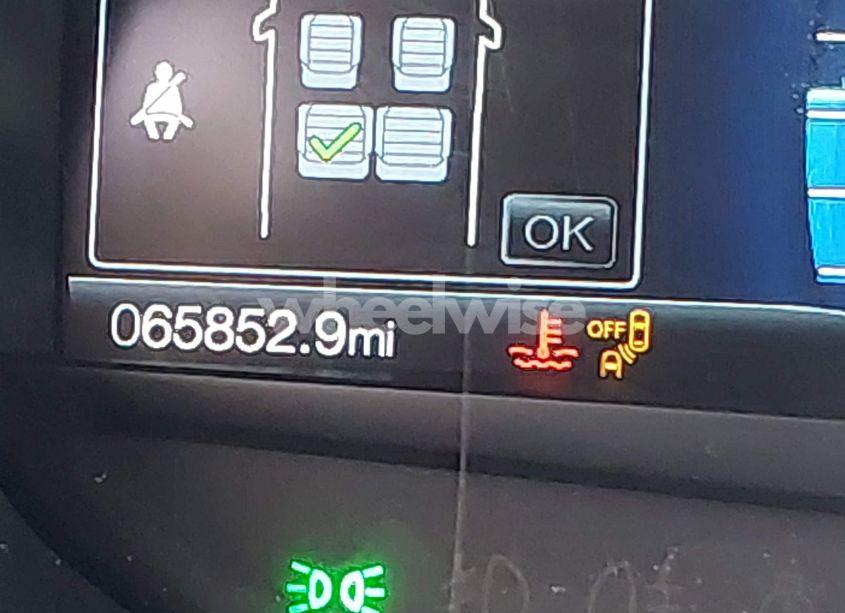 OK
065852.9mi
wheelwise
OFF
A